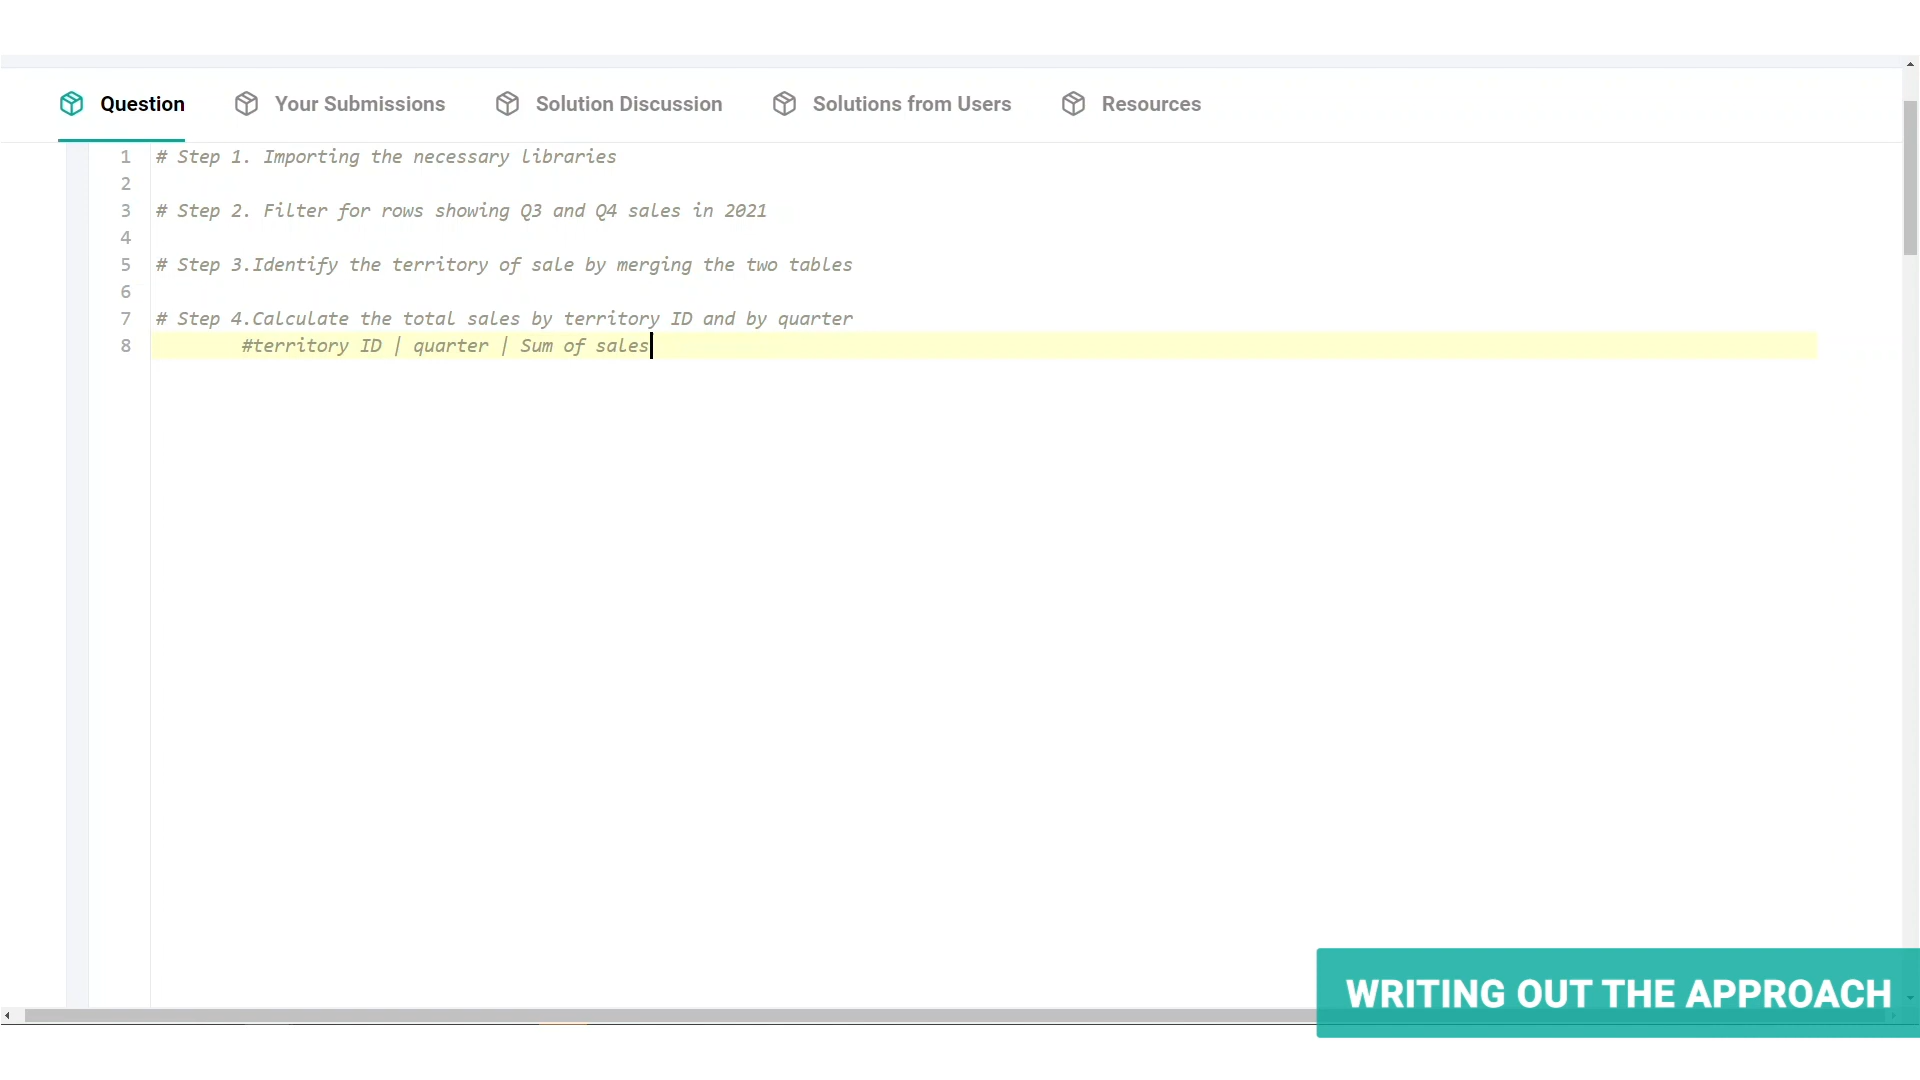 Question Your Submissions Solution Discussion Solutions from Users Resources
1 # Step 1. Importing the necessary libraries
2
3 # Step 2. Filter for rows showing Q3 and Q4 sales in 2021
4
5 # Step 3.Identify the territory of sale by merging the two tables
6
7 # Step 4.Calculate the total sales by territory ID and by quarter
8 #territory ID | quarter | Sum of sales
WRITING OUT THE APPROACH